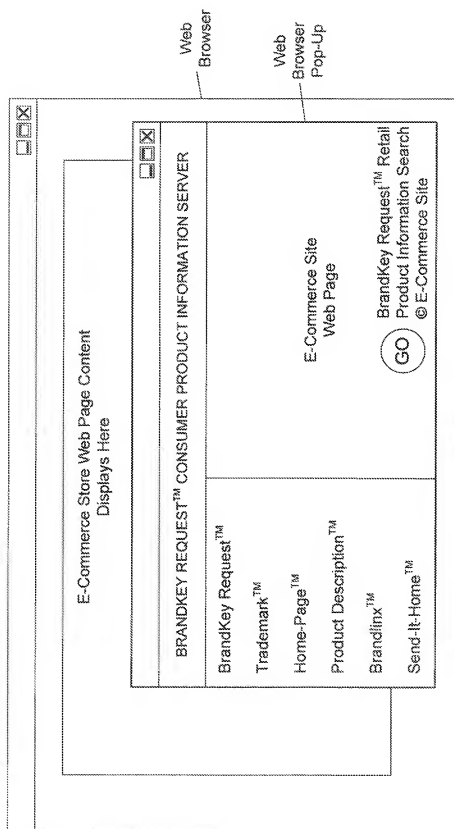 Web
Browser
Web
Browser
Pop-Up
E-Commerce Store Web Page Content
Displays Here
BRANDKEY REQUEST™ CONSUMER PRODUCT INFORMATION SERVER
BrandKey Request™
Trademark™
Home-Page™
Product Description™
Brandlinx™
Send-It-Home™
E-Commerce Site
Web Page
GO
BrandKey Request™ Retail
Product Information Search
© E-Commerce Site